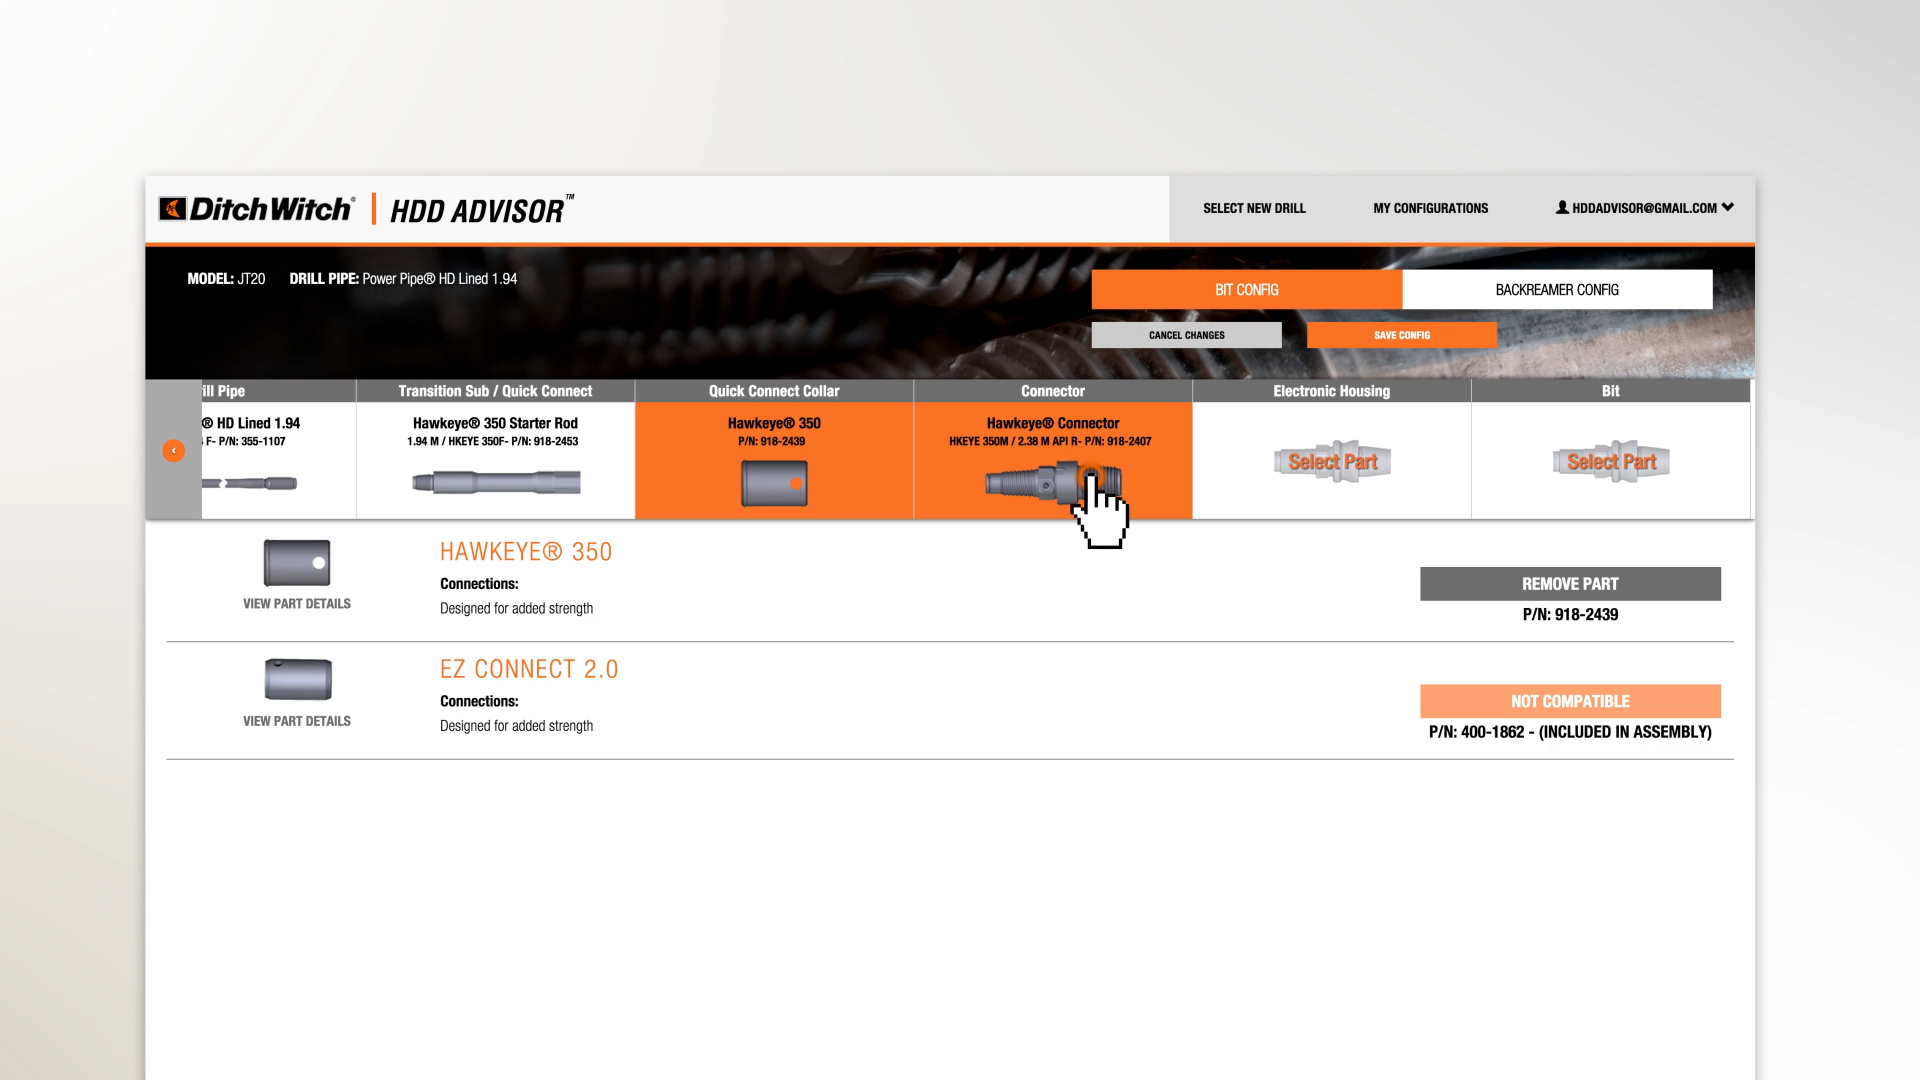 DitchWitch® | HDD ADVISOR™
SELECT NEW DRILL
MY CONFIGURATIONS
HDDADVISOR@GMAIL.COM
MODEL: JT20 DRILL PIPE: Power Pipe® HD Lined 1.94
BIT CONFIG
BACKREAMER CONFIG
CANCEL CHANGES
SAVE CONFIG
ill Pipe
® HD Lined 1.94
F- P/N: 355-1107
Transition Sub / Quick Connect
Hawkeye® 350 Starter Rod
1.94 M / HKEYE 350F- P/N: 918-2453
Quick Connect Collar
Hawkeye® 350
P/N: 918-2439
Connector
Hawkeye® Connector
HKEYE 350M / 2.38 M API R- P/N: 918-2407
Electronic Housing
Select Part
Bit
Select Part
HAWKEYE® 350
Connections:
Designed for added strength
VIEW PART DETAILS
REMOVE PART
P/N: 918-2439
EZ CONNECT 2.0
Connections:
Designed for added strength
VIEW PART DETAILS
NOT COMPATIBLE
P/N: 400-1862 - (INCLUDED IN ASSEMBLY)